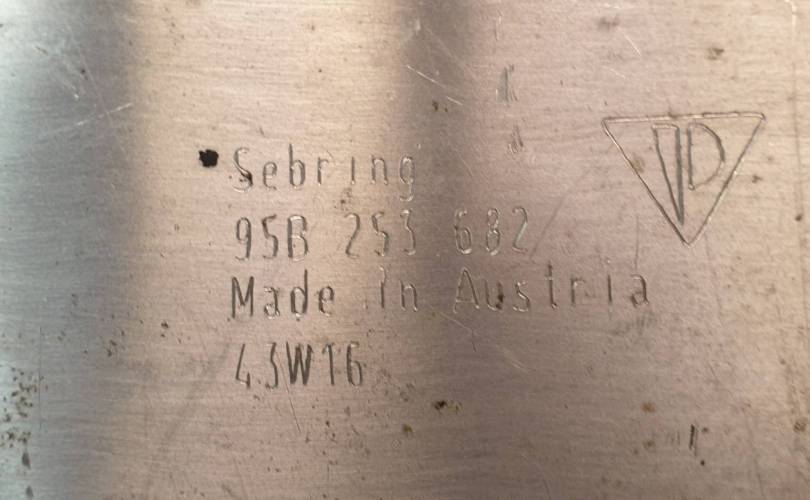 Sebring
95B 253 682
Made in Austria
43W16